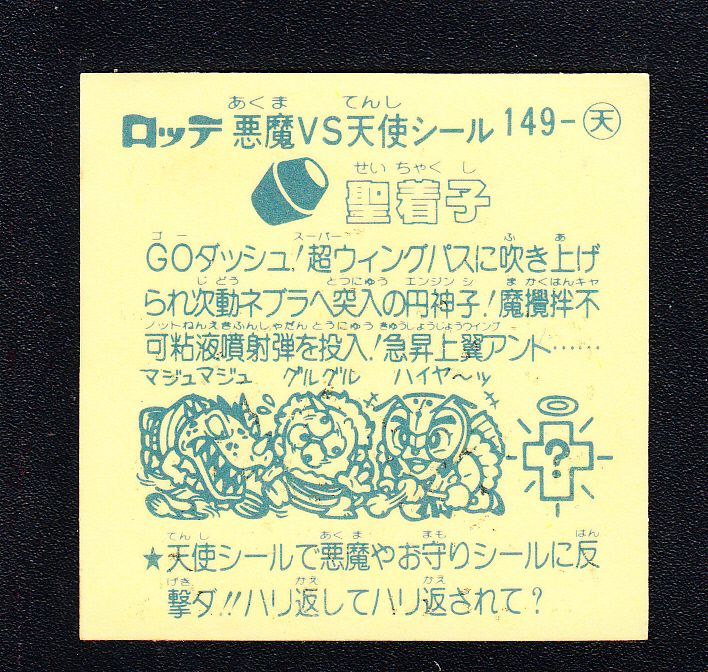 あくま てんし
ロッテ 悪魔VS天使シール 149-天
せいちゃくし
聖着子
ゴー スーパー ふ あ
GOダッシュ!超ウィングパスに吹き上げ
じどう とつにゅう エンジンシ まかくはんキャ
られ次動ネブラへ突入の円神子!魔攪拌不
ノットねんえきふんしゃだん とうにゅう きゅうしょうじょうウイング
可粘液噴射弾を投入!急昇上翼アント……
マジュマジュ グルグル ハイヤ〜ッ
?
てんし あくま まも はん
★天使シールで悪魔やお守りシールに反
げき かえ かえ
撃ダ!!ハリ返してハリ返されて?